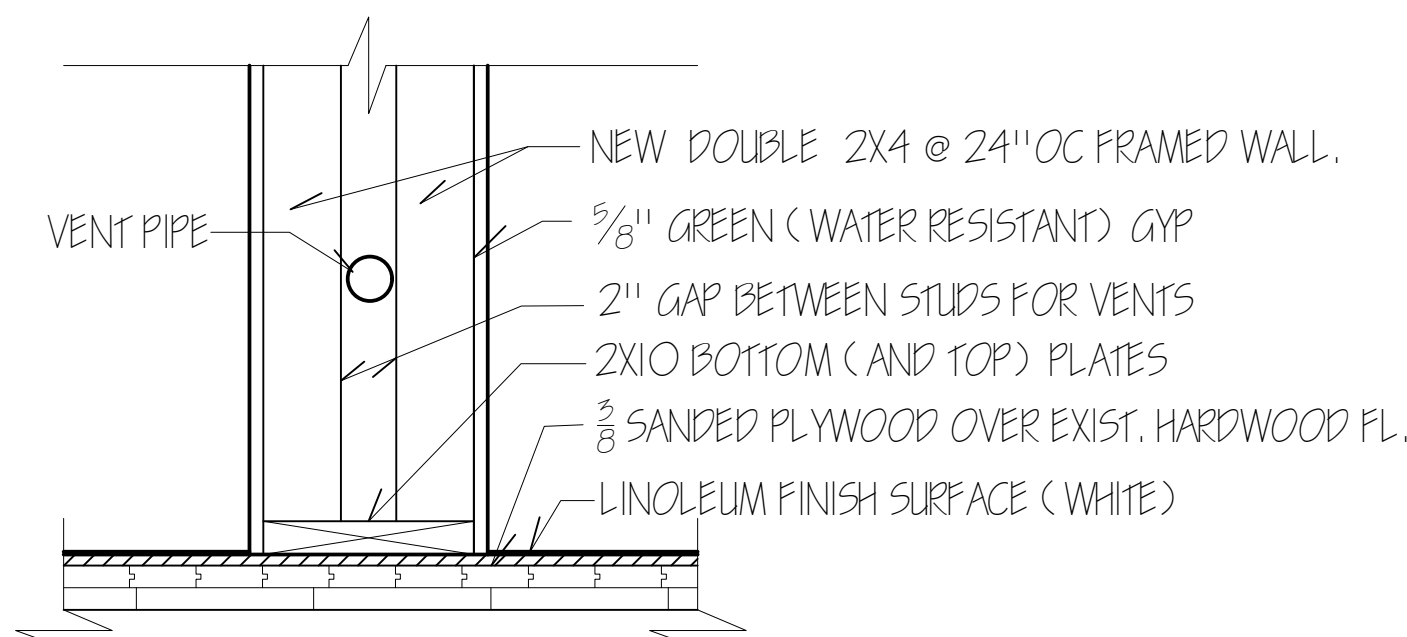 NEW DOUBLE 2X4 @ 24"OC FRAMED WALL.
VENT PIPE
5/8" GREEN (WATER RESISTANT) GYP
2" GAP BETWEEN STUDS FOR VENTS
2X10 BOTTOM (AND TOP) PLATES
3/8 SANDED PLYWOOD OVER EXIST. HARDWOOD FL.
LINOLEUM FINISH SURFACE (WHITE)